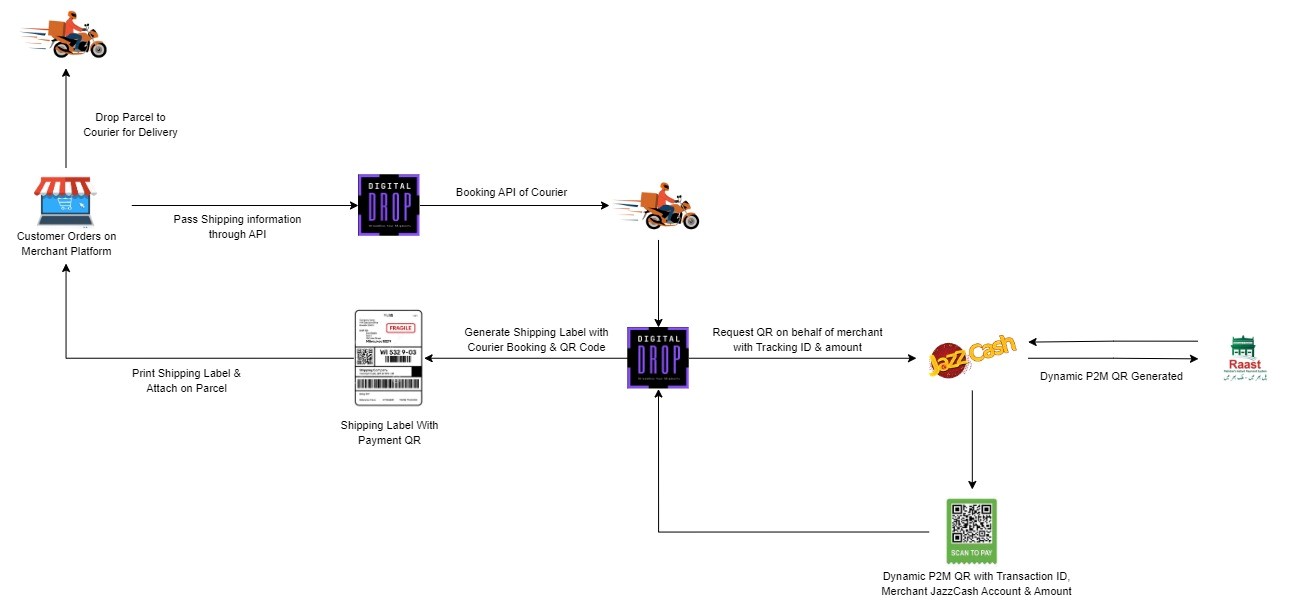 Drop Parcel to
Courier for Delivery
DIGITAL
DROP
Booking API of Courier
Pass Shipping information
through API
Customer Orders on
Merchant Platform
FRAGILE
WI 532 9-03
Generate Shipping Label with
Courier Booking & QR Code
DIGITAL
DROP
Request QR on behalf of merchant
with Tracking ID & amount
JazzCash
Raast
Dynamic P2M QR Generated
Print Shipping Label &
Attach on Parcel
Shipping Label With
Payment QR
SCAN TO PAY
Dynamic P2M QR with Transaction ID,
Merchant JazzCash Account & Amount